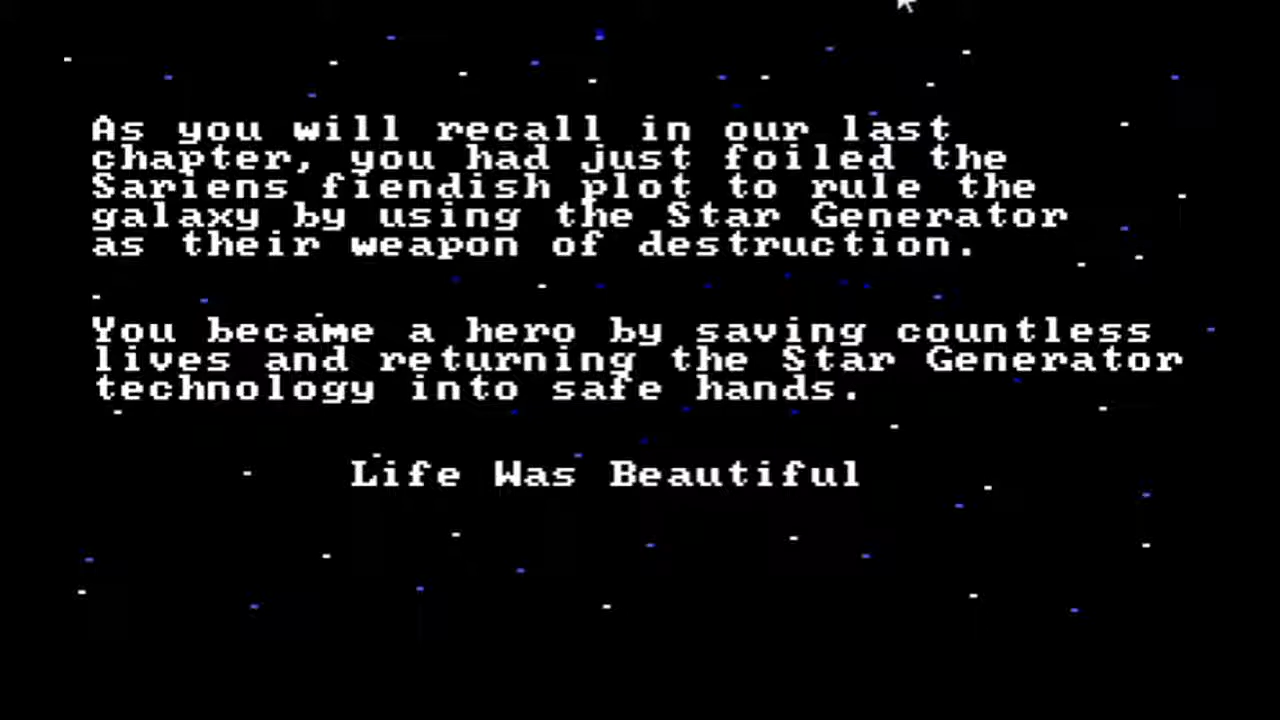 As you will recall in our last
chapter, you had just foiled the
Sariens fiendish plot to rule the
galaxy by using the Star Generator
as their weapon of destruction.
You became a hero by saving countless
lives and returning the Star Generator
technology into safe hands.
Life Was Beautiful